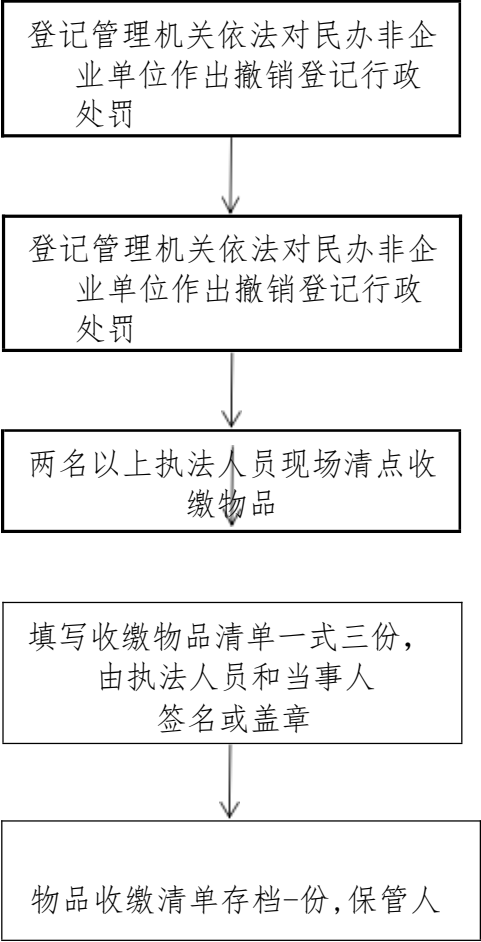 登记管理机关依法对民办非企
业单位作出撤销登记行政
处罚
登记管理机关依法对民办非企
业单位作出撤销登记行政
处罚
两名以上执法人员现场清点收
缴物品
填写收缴物品清单一式三份，
由执法人员和当事人
签名或盖章
物品收缴清单存档-份,保管人